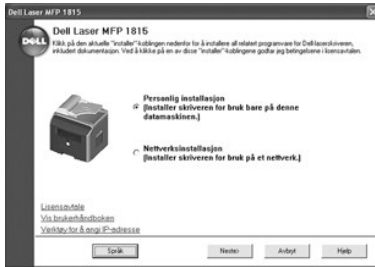 Dell Laser MFP 1815
DELL
Dell Laser MFP 1815
Klikk på den aktuelle "installer"-koblingen nedenfor for å installere all relatert programvare for Dell-laserskriveren,
inkludert dokumentasjon. Ved å klikke på en av disse "installer"-koblingene godtar jeg betingelsene i lisensavtalen.
Personlig installasjon
(Installer skriveren for bruk bare på denne
datamaskinen.)
Nettverksinstallasjon
(Installer skriveren for bruk på et nettverk.)
Lisensavtale
Vis brukerhåndboken
Verktøy for å angi IP-adresse
Språk
Neste>
Avbryt
Hjelp